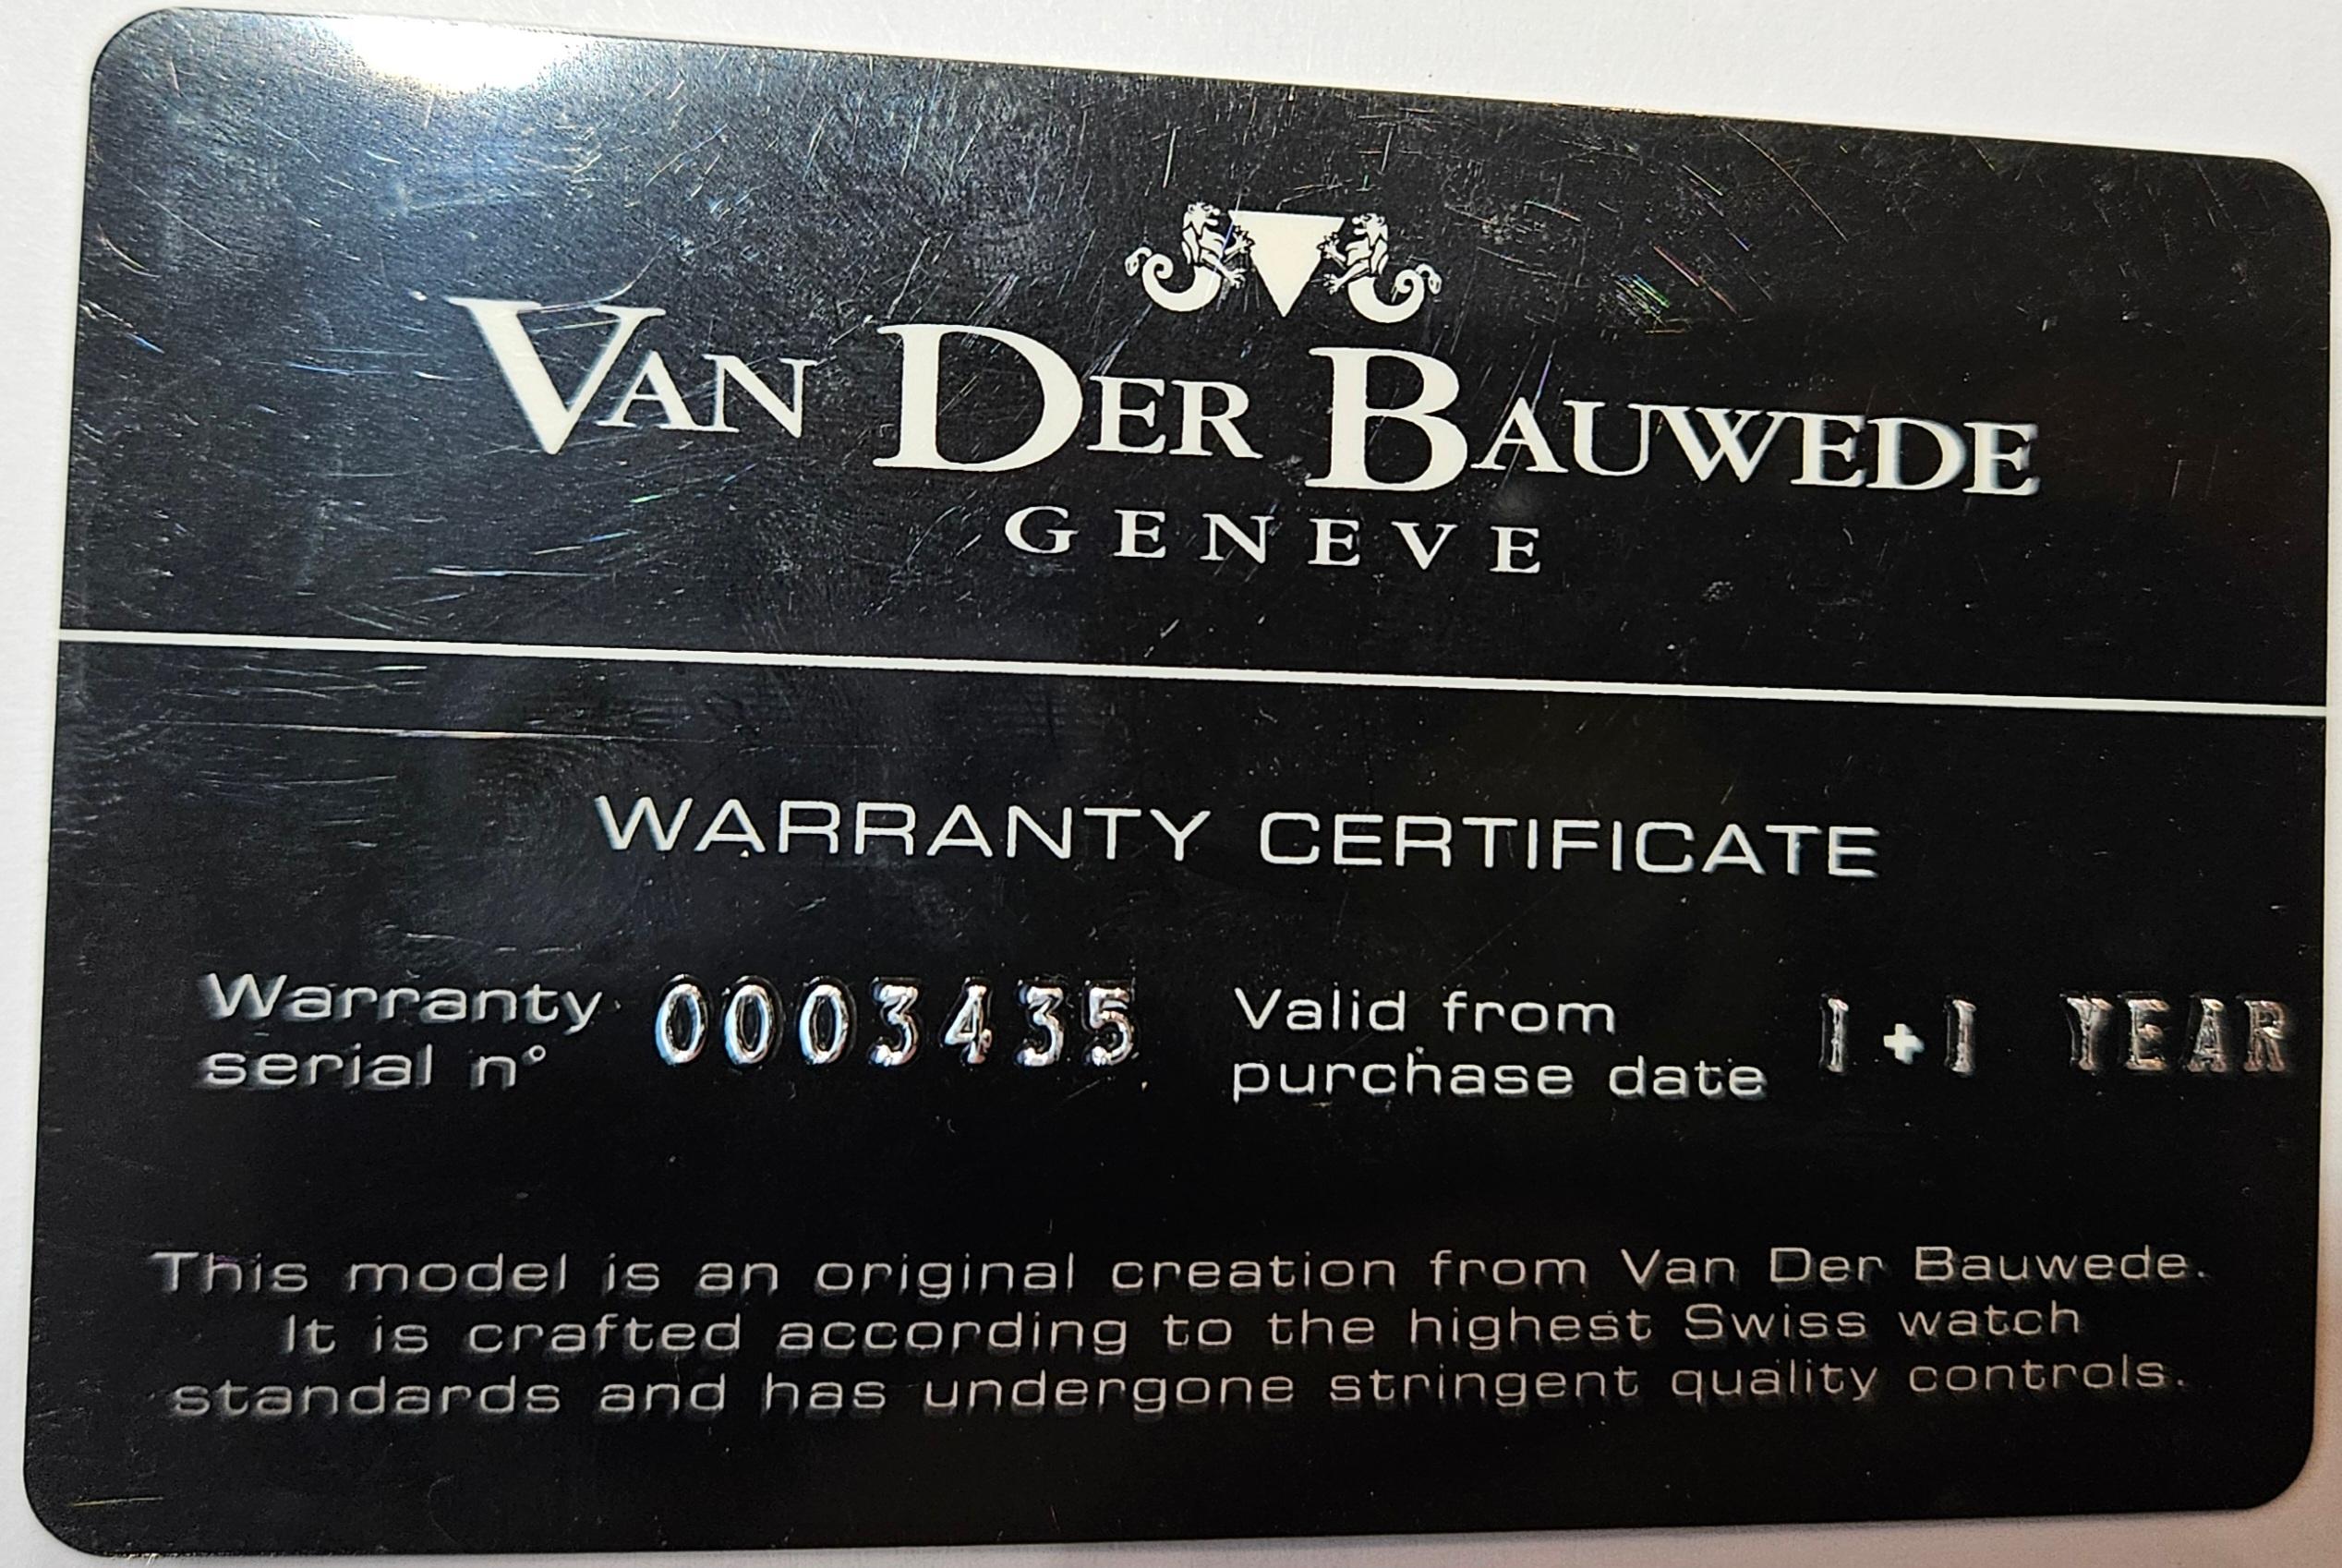 VAN DER BAUWEDE
GENEVE
WARRANTY CERTIFICATE
Warranty serial n° 0003435
Valid from purchase date 1+1 YEAR
This model is an original creation from Van Der Bauwede.
It is crafted according to the highest Swiss watch
standards and has undergone stringent quality controls.